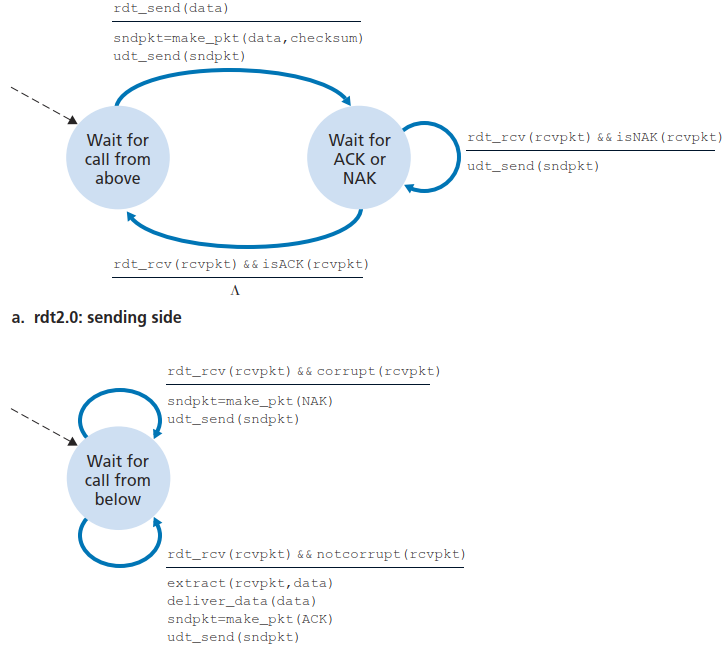 rdt_send(data)
sndpkt=make_pkt(data,checksum)
udt_send(sndpkt)
Wait for
call from
above
Wait for
ACK or
NAK
rdt_rcv(rcvpkt) && isNAK(rcvpkt)
udt_send(sndpkt)
rdt_rcv(rcvpkt) && isACK(rcvpkt)
Λ
a. rdt2.0: sending side
rdt_rcv(rcvpkt) && corrupt(rcvpkt)
sndpkt=make_pkt(NAK)
udt_send(sndpkt)
Wait for
call from
below
rdt_rcv(rcvpkt) && notcorrupt(rcvpkt)
extract(rcvpkt,data)
deliver_data(data)
sndpkt=make_pkt(ACK)
udt_send(sndpkt)